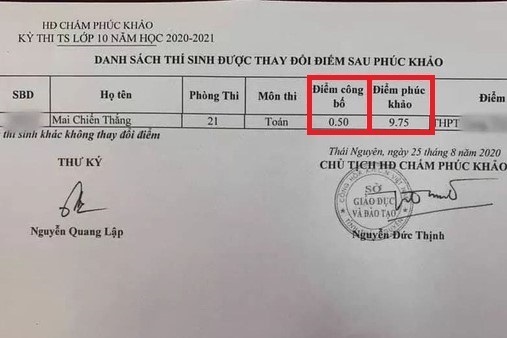 HĐ CHẤM PHÚC KHẢO
KỲ THI TS LỚP 10 NĂM HỌC 2020-2021
DANH SÁCH THÍ SINH ĐƯỢC THAY ĐỔI ĐIỂM SAU PHÚC KHẢO
SBD Họ tên Phòng Thi Môn thi Điểm công bố Điểm phúc khảo Điểm
Mai Chiến Thắng 21 Toán 0.50 9.75 THPT
thí sinh khác không thay đổi điểm
Thái Nguyên, ngày 25 tháng 8 năm 2020
THƯ KÝ CHỦ TỊCH HĐ CHẤM PHÚC KHẢO
SỞ
GIÁO DỤC
VÀ ĐÀO TẠO
Nguyễn Quang Lập Nguyễn Đức Thịnh